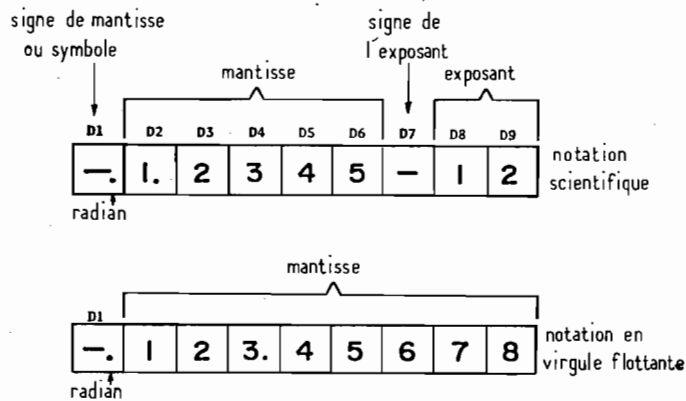 signe de mantisse
ou symbole
signe de
l'exposant
mantisse
exposant
D1 D2 D3 D4 D5 D6 D7 D8 D9
−. 1. 2 3 4 5 − 1 2
notation
scientifique
radian
mantisse
D1
−. 1 2 3. 4 5 6 7 8
notation en
virgule flottante
radian